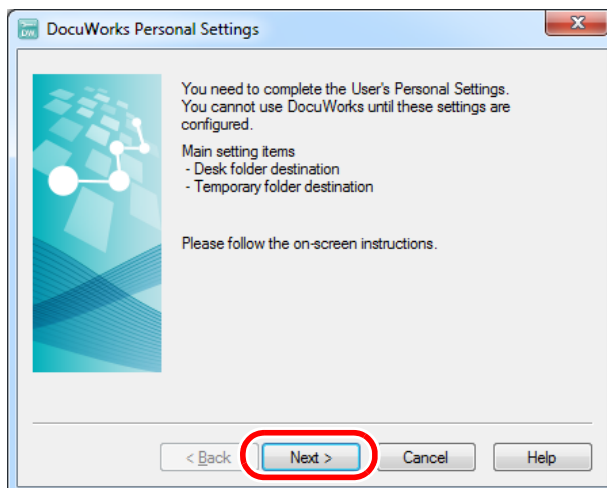 DocuWorks Personal Settings
You need to complete the User's Personal Settings.
You cannot use DocuWorks until these settings are
configured.
Main setting items
- Desk folder destination
- Temporary folder destination
Please follow the on-screen instructions.
< Back
Next >
Cancel
Help